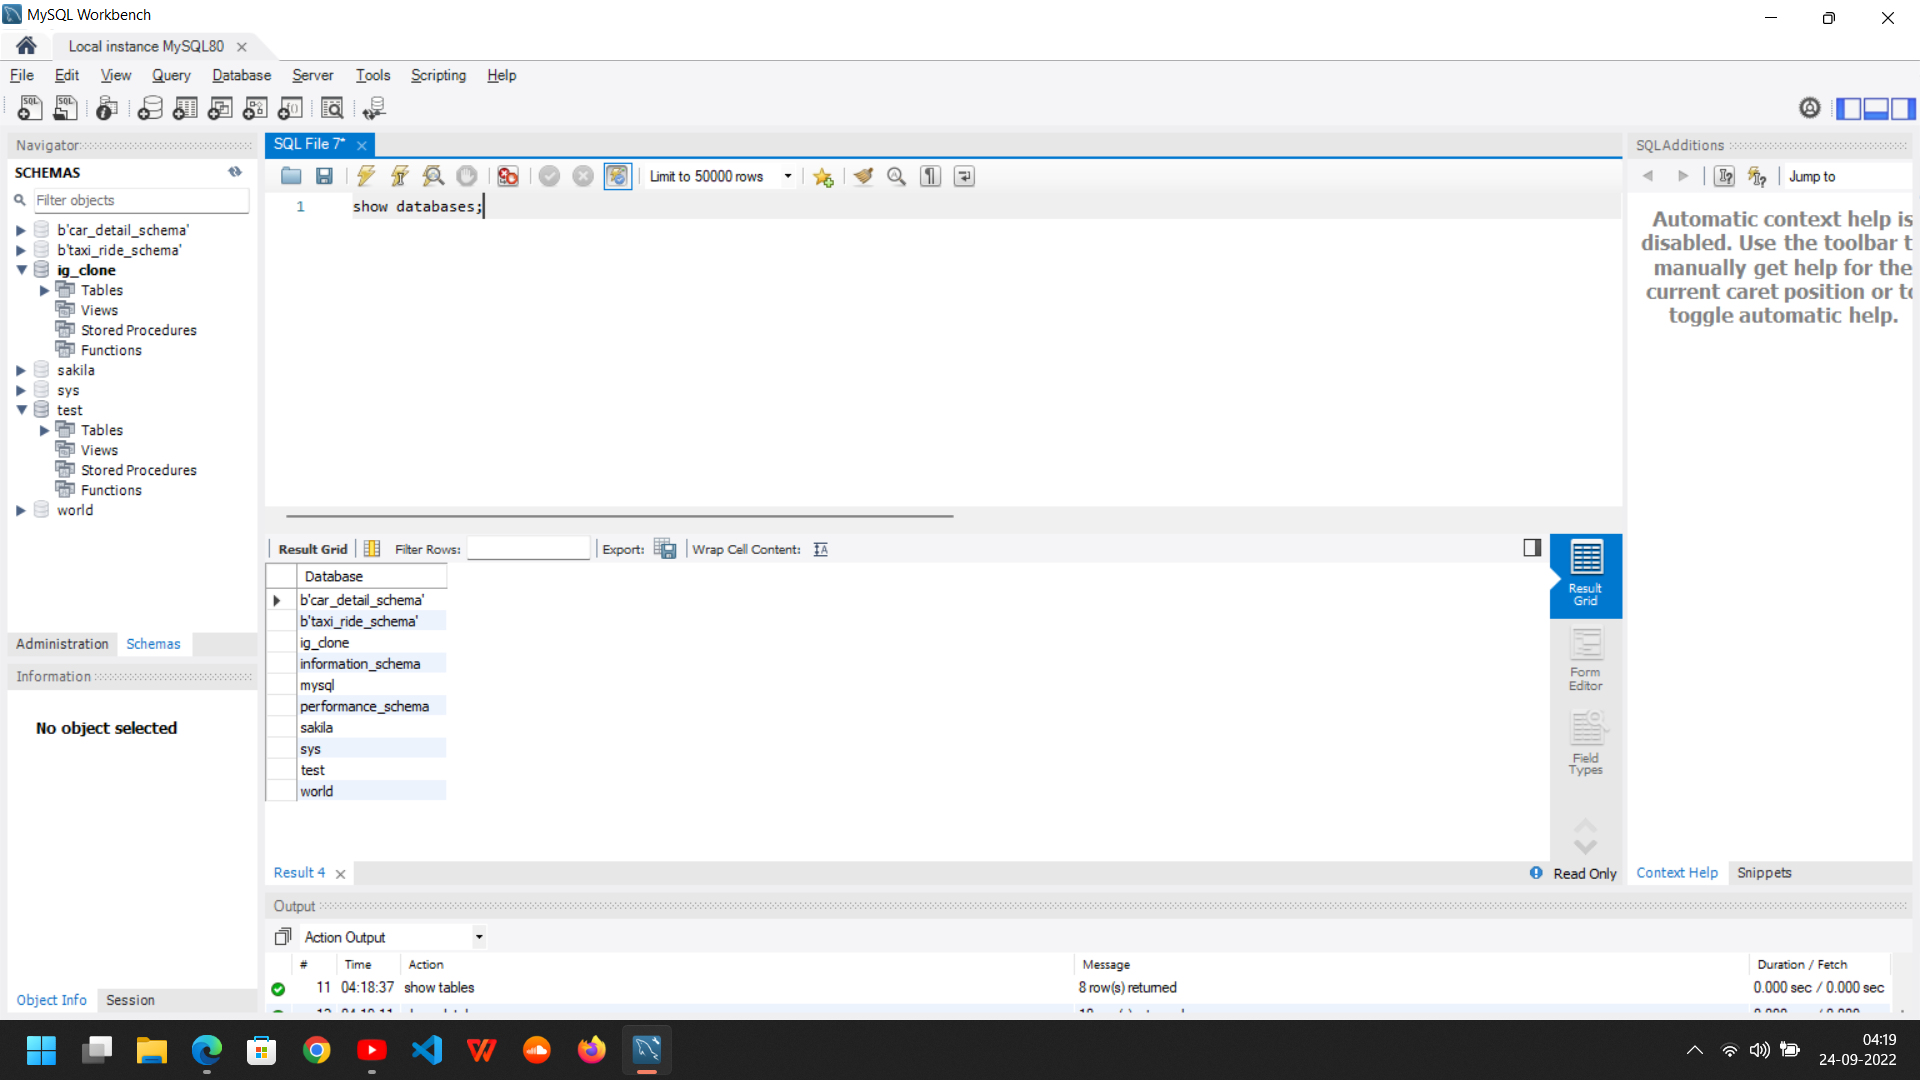 MySQL Workbench
Local instance MySQL80
File Edit View Query Database Server Tools Scripting Help
Navigator
SCHEMAS
Filter objects
b'car_detail_schema'
b'taxi_ride_schema'
ig_clone
Tables
Views
Stored Procedures
Functions
sakila
sys
test
Tables
Views
Stored Procedures
Functions
world
Administration Schemas
Information
No object selected
Object Info Session
SQL File 7*
Limit to 50000 rows
1 show databases;
Result Grid Filter Rows: Export: Wrap Cell Content:
Database
b'car_detail_schema'
b'taxi_ride_schema'
ig_clone
information_schema
mysql
performance_schema
sakila
sys
test
world
Result
Grid
Form
Editor
Field
Types
Result 4
Read Only
SQLAdditions
Jump to
Automatic context help is
disabled. Use the toolbar t
manually get help for the
current caret position or to
toggle automatic help.
Context Help Snippets
Output
Action Output
# Time Action Message Duration / Fetch
11 04:18:37 show tables 8 row(s) returned 0.000 sec / 0.000 sec
04:19
24-09-2022